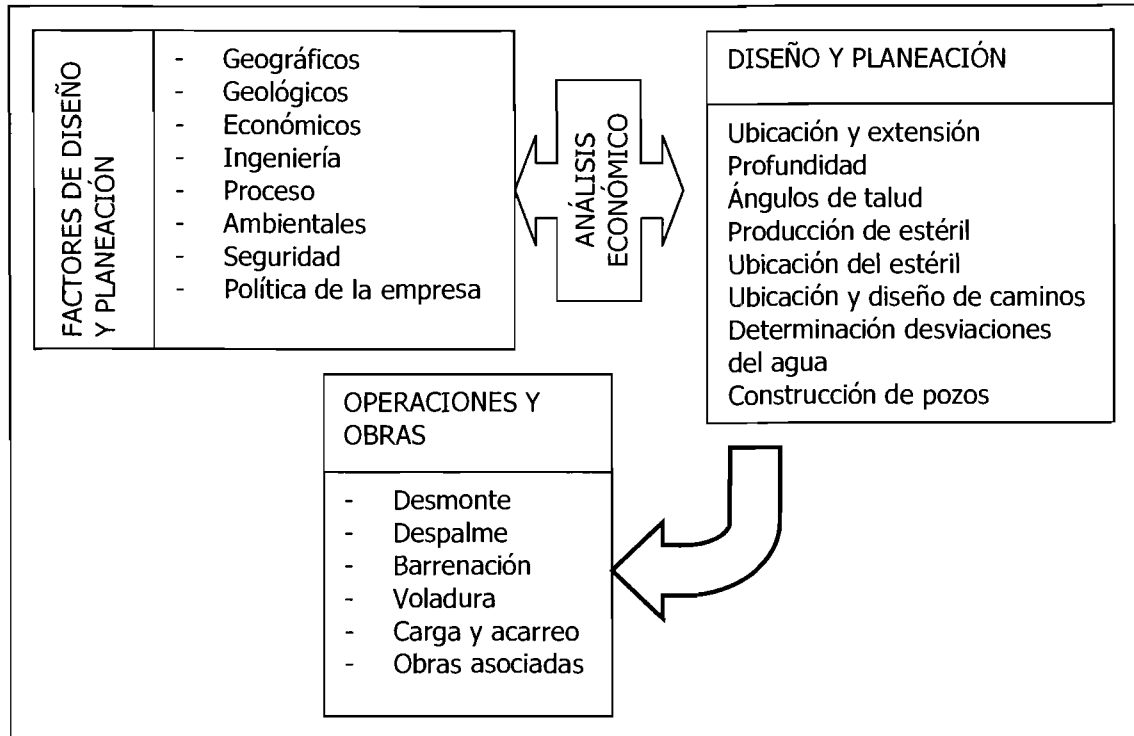 FACTORES DE DISEÑO
Y PLANEACIÓN
- Geográficos
- Geológicos
- Económicos
- Ingeniería
- Proceso
- Ambientales
- Seguridad
- Política de la empresa
ANÁLISIS
ECONÓMICO
DISEÑO Y PLANEACIÓN
Ubicación y extensión
Profundidad
Ángulos de talud
Producción de estéril
Ubicación del estéril
Ubicación y diseño de caminos
Determinación desviaciones
del agua
Construcción de pozos
OPERACIONES Y
OBRAS
- Desmonte
- Despalme
- Barrenación
- Voladura
- Carga y acarreo
- Obras asociadas